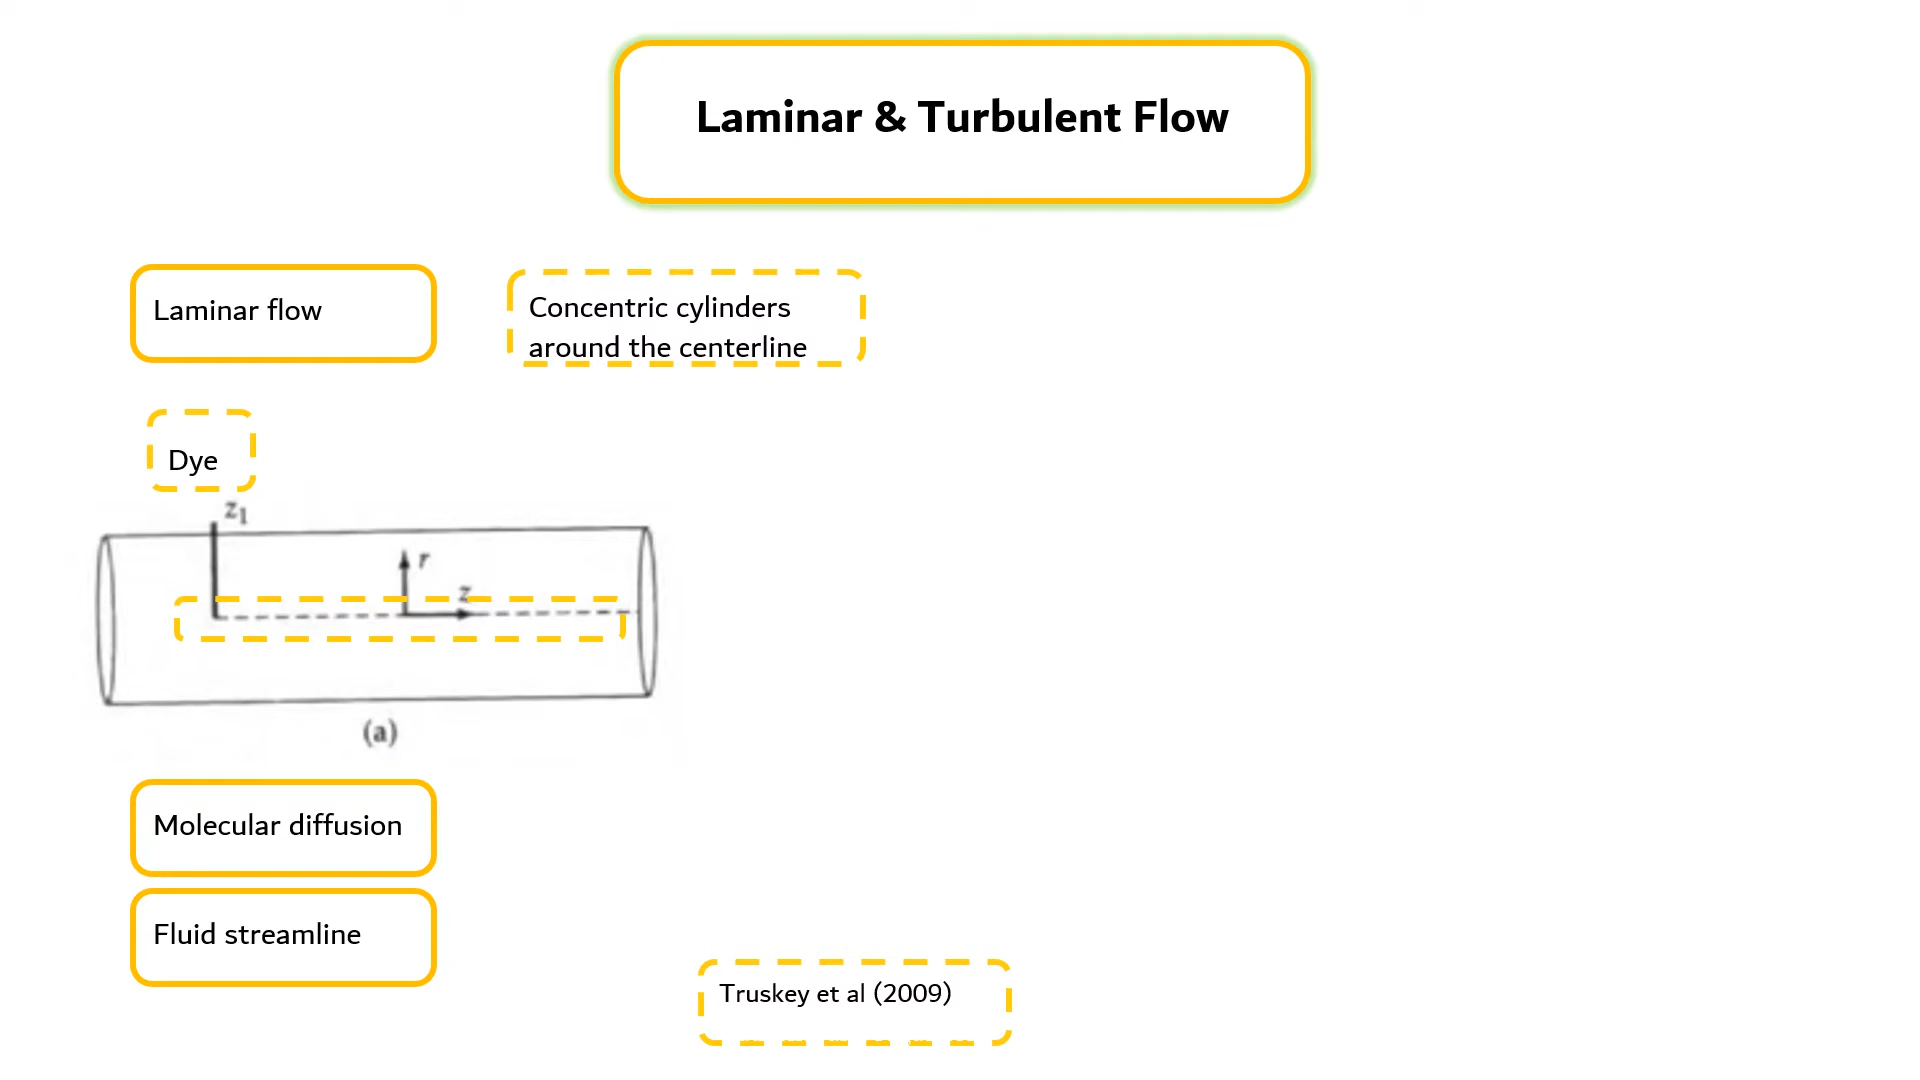 Laminar & Turbulent Flow
Laminar flow
Concentric cylinders
around the centerline
Dye
z1
r
z
(a)
Molecular diffusion
Fluid streamline
Truskey et al (2009)